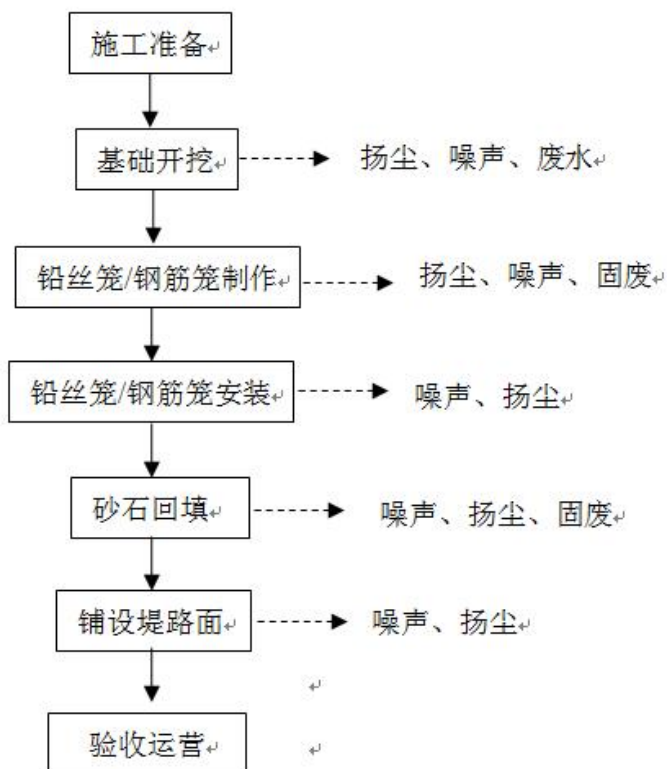 施工准备
基础开挖
扬尘、噪声、废水
铅丝笼/钢筋笼制作
扬尘、噪声、固废
铅丝笼/钢筋笼安装
噪声、扬尘
砂石回填
噪声、扬尘、固废
铺设堤路面
噪声、扬尘
验收运营